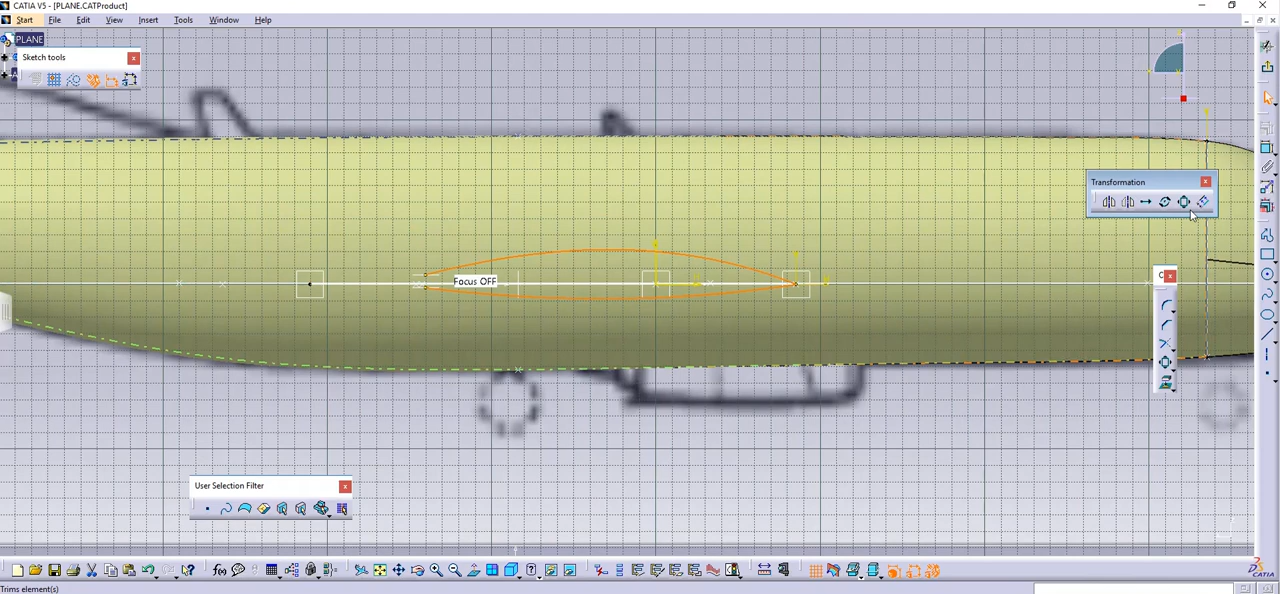 CATIA V5 - [PLANE.CATProduct]
Start File Edit View Insert Tools Window Help
PLANE
Sketch tools
Transformation
Focus OFF
User Selection Filter
CATIA
Trims element(s)